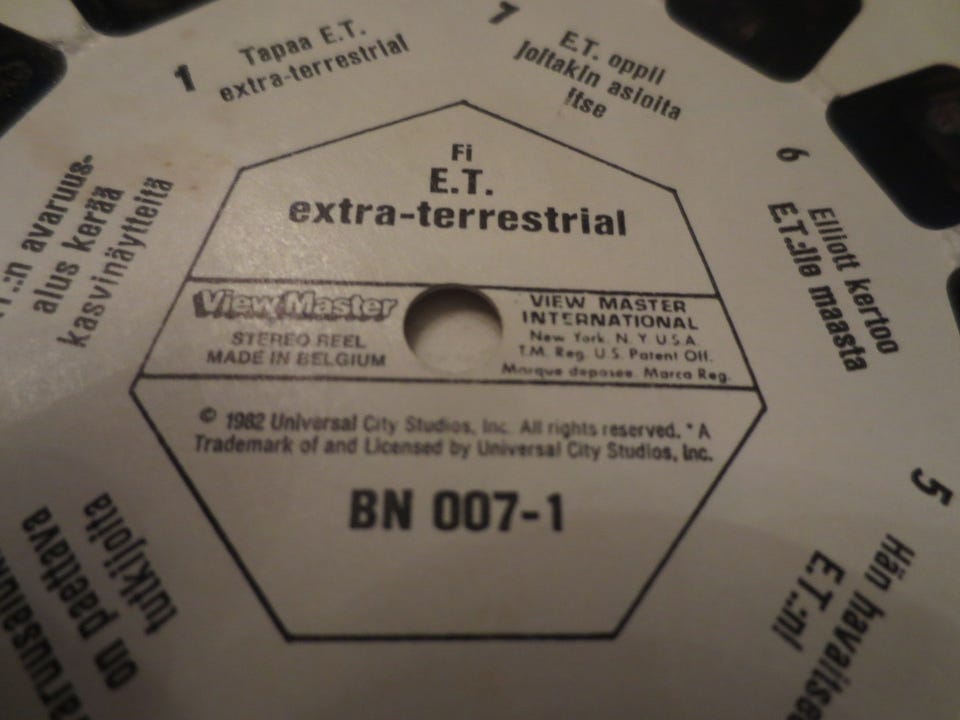 Fi
E.T.
extra-terrestrial
View-Master
STEREO REEL
MADE IN BELGIUM
VIEW MASTER
INTERNATIONAL
New York, N.Y. U.S.A.
T.M. Reg. U.S. Patent Off.
Marque deposee. Marca Reg.
© 1982 Universal City Studios, Inc. All rights reserved. * A
Trademark of and Licensed by Universal City Studios, Inc.
BN 007-1
1
Tapaa E.T.
extra-terrestrial
avaruus-
alus kerää
kasvinäytteitä
on paettava
tutkijoita
5
Hän havaitsee
E.T.:n!
6
Elliott kertoo
E.T.:lle maasta
7
E.T. oppii
joitakin asioita
itse